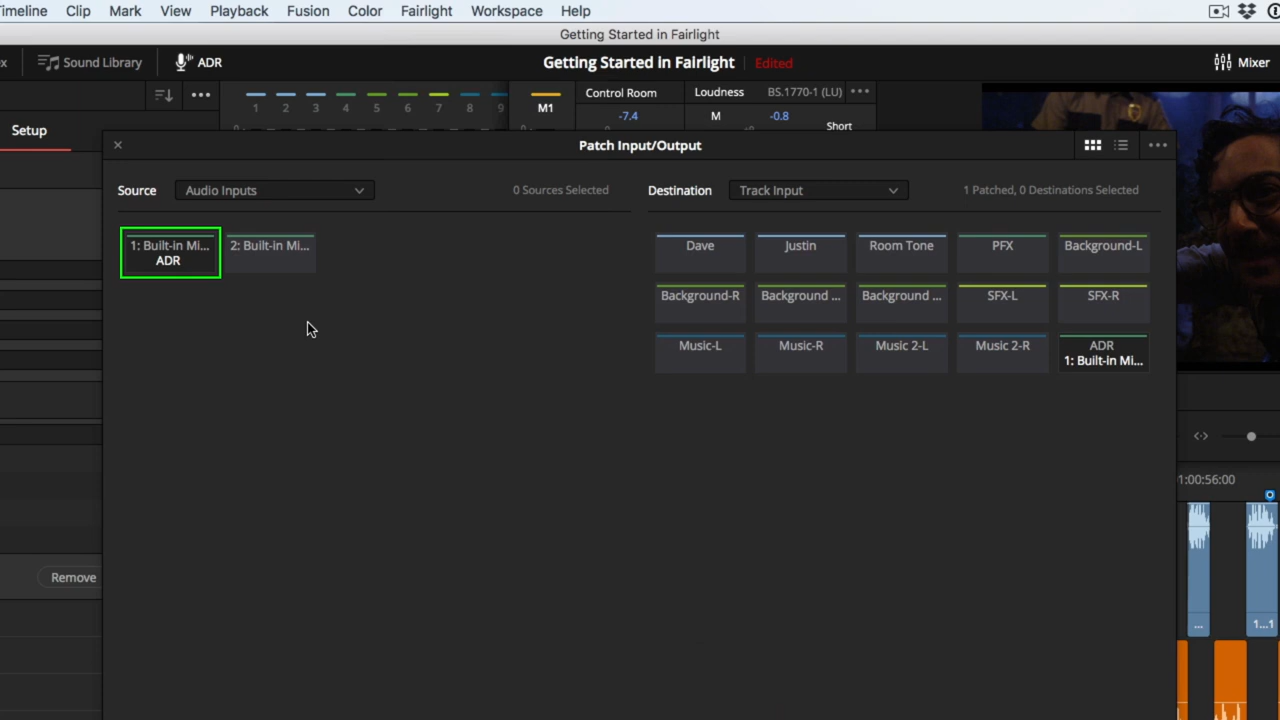 Timeline Clip Mark View Playback Fusion Color Fairlight Workspace Help
Getting Started in Fairlight
Sound Library ADR Getting Started in Fairlight Edited Mixer
1 2 3 4 5 6 7 8 9 M1 Control Room Loudness BS.1770-1 (LU)
-7.4 M -0.8
Short
Setup
Patch Input/Output
Source Audio Inputs 0 Sources Selected Destination Track Input 1 Patched, 0 Destinations Selected
1: Built-in Mi... 2: Built-in Mi... Dave Justin Room Tone PFX Background-L
ADR
Background-R Background ... Background ... SFX-L SFX-R
Music-L Music-R Music 2-L Music 2-R ADR
1: Built-in Mi...
1:00:56:00
Remove
... 1...1